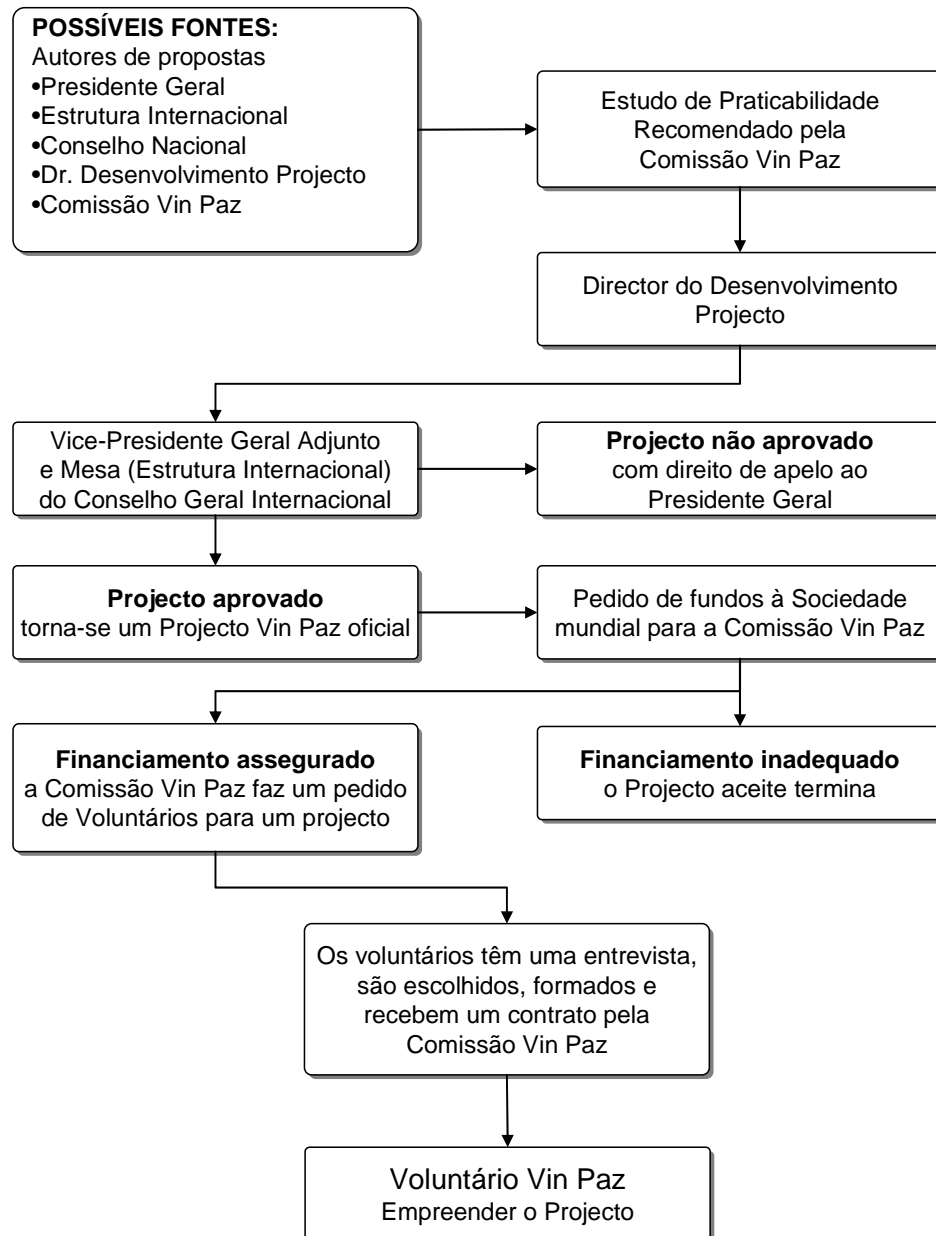 POSSÍVEIS FONTES:
Autores de propostas
•Presidente Geral
•Estrutura Internacional
•Conselho Nacional
•Dr. Desenvolvimento Projecto
•Comissão Vin Paz
Estudo de Praticabilidade
Recomendado pela
Comissão Vin Paz
Director do Desenvolvimento
Projecto
Vice-Presidente Geral Adjunto
e Mesa (Estrutura Internacional)
do Conselho Geral Internacional
Projecto não aprovado
com direito de apelo ao
Presidente Geral
Projecto aprovado
torna-se um Projecto Vin Paz oficial
Pedido de fundos à Sociedade
mundial para a Comissão Vin Paz
Financiamento assegurado
a Comissão Vin Paz faz um pedido
de Voluntários para um projecto
Financiamento inadequado
o Projecto aceite termina
Os voluntários têm uma entrevista,
são escolhidos, formados e
recebem um contrato pela
Comissão Vin Paz
Voluntário Vin Paz
Empreender o Projecto